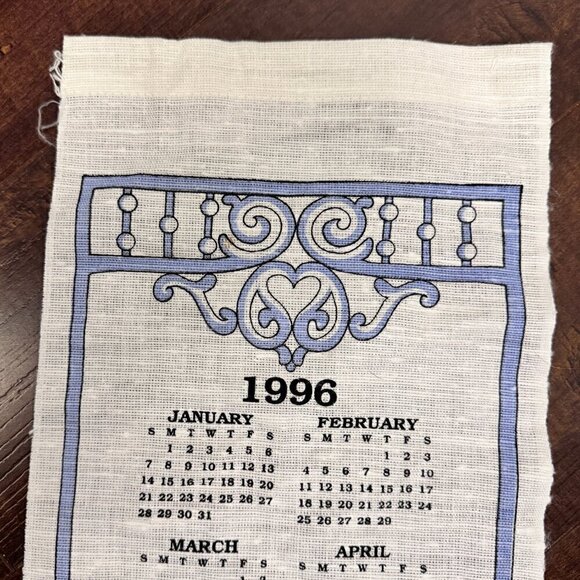 1996
JANUARY FEBRUARY
S M T W T F S S M T W T F S
1 2 3 4 5 6 1 2 3
7 8 9 10 11 12 13 4 5 6 7 8 9 10
14 15 16 17 18 19 20 11 12 13 14 15 16 17
21 22 23 24 25 26 27 18 19 20 21 22 23 24
28 29 30 31 25 26 27 28 29
MARCH APRIL
S M T W T F S S M T W T F S